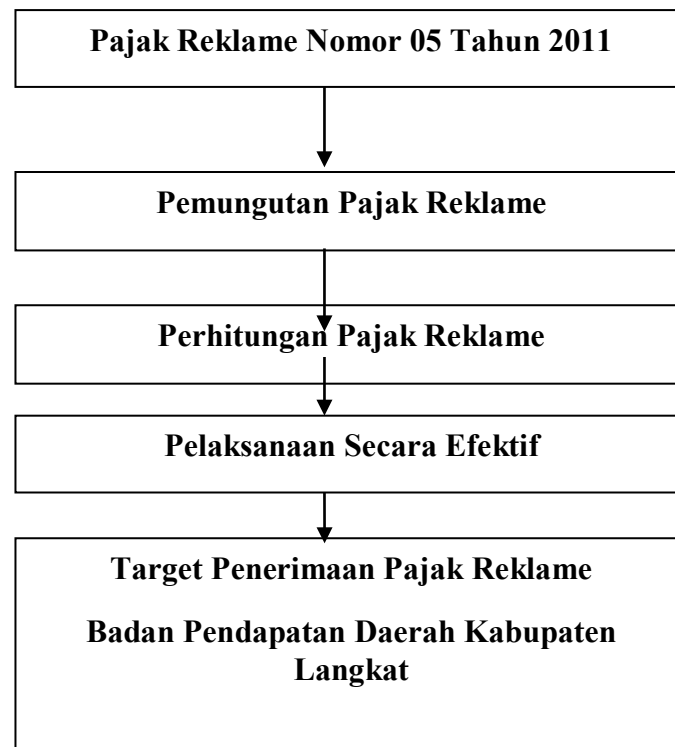 Pajak Reklame Nomor 05 Tahun 2011
Pemungutan Pajak Reklame
Perhitungan Pajak Reklame
Pelaksanaan Secara Efektif
Target Penerimaan Pajak Reklame
Badan Pendapatan Daerah Kabupaten
Langkat